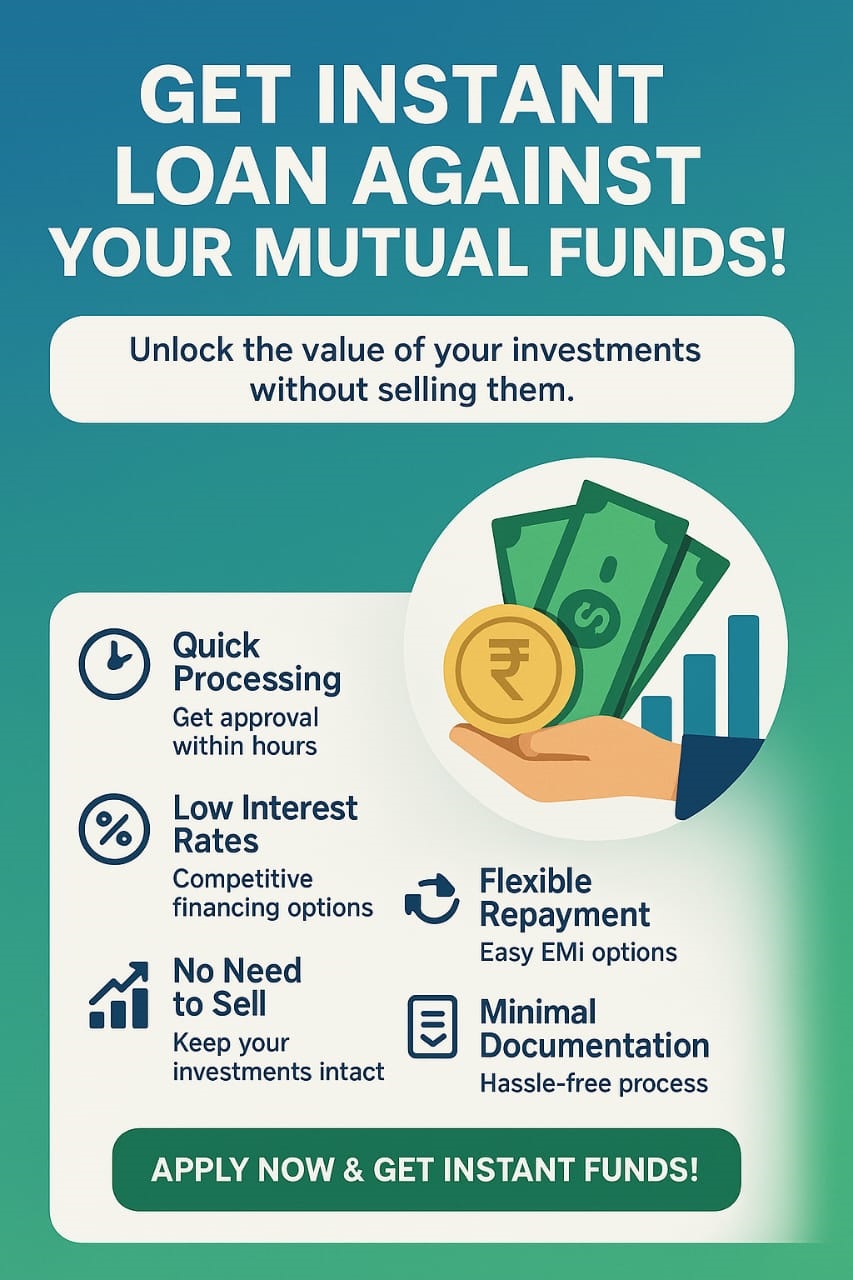 GET INSTANT
LOAN AGAINST
YOUR MUTUAL FUNDS!
Unlock the value of your investments
without selling them.
$
₹
Quick
Processing
Get approval
within hours
%
Low Interest
Rates
Competitive
financing options
No Need
to Sell
Keep your
investments intact
Flexible
Repayment
Easy EMi options
Minimal
Documentation
Hassle-free process
APPLY NOW & GET INSTANT FUNDS!